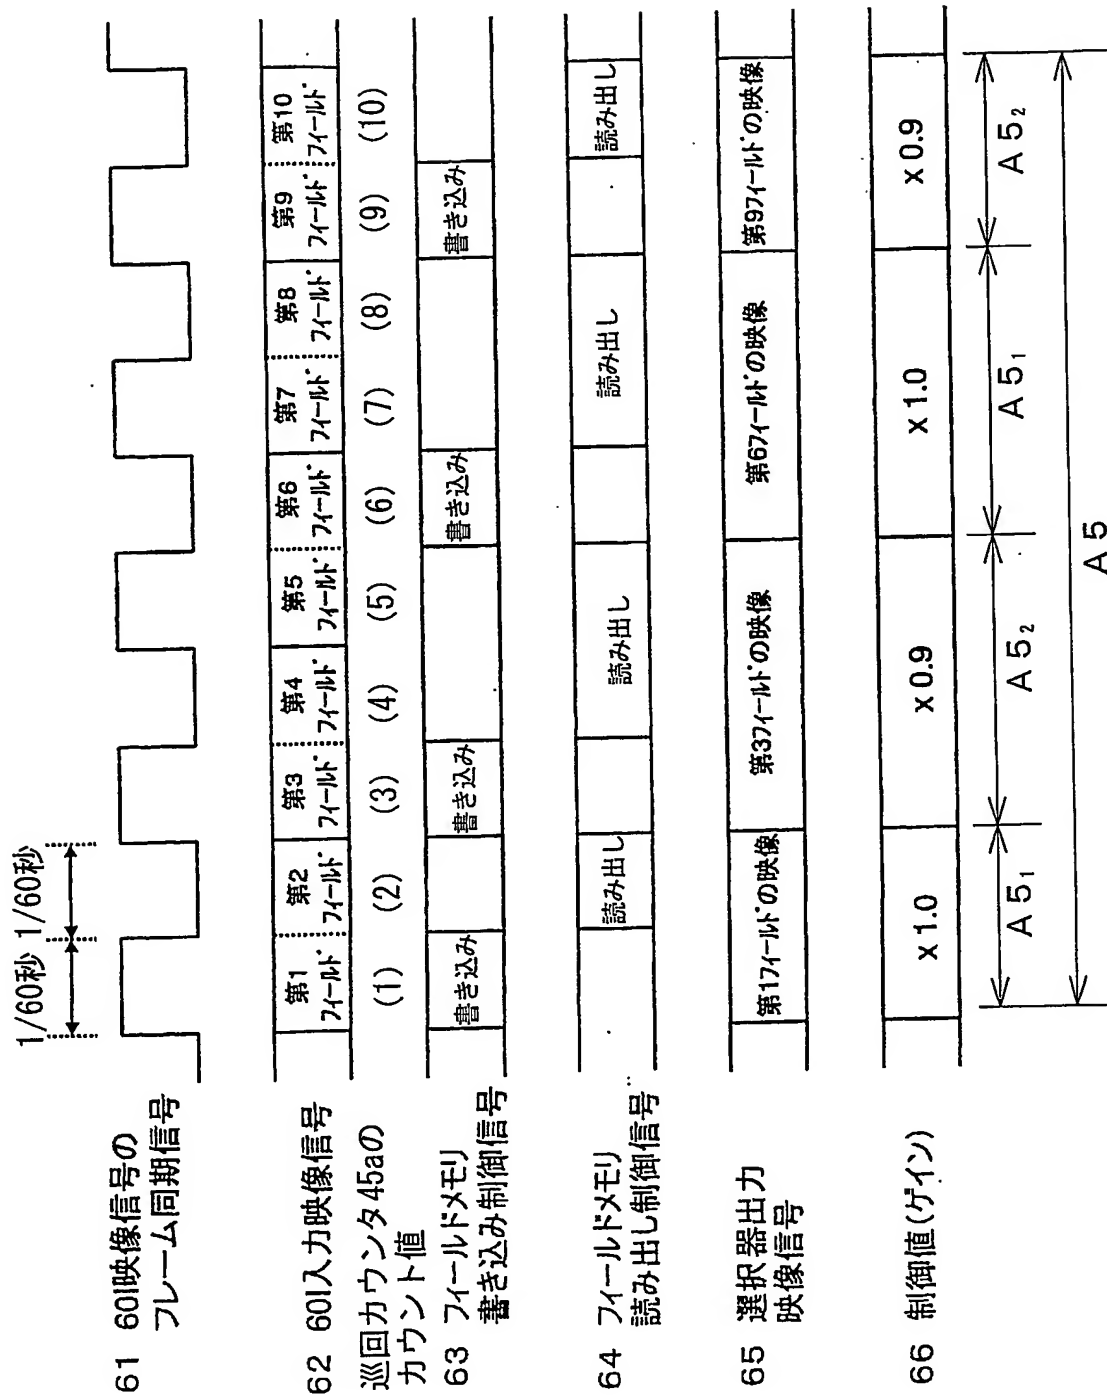 1/60秒 1/60秒
61 60I映像信号の
フレーム同期信号
62 60I入力映像信号
第1
フィールド
第2
フィールド
第3
フィールド
第4
フィールド
第5
フィールド
第6
フィールド
第7
フィールド
第8
フィールド
第9
フィールド
第10
フィールド
巡回カウンタ45aの
カウント値
(1) (2) (3) (4) (5) (6) (7) (8) (9) (10)
63 フィールドメモリ
書き込み制御信号
書き込み 書き込み 書き込み 書き込み
64 フィールドメモリ
読み出し制御信号
読み出し 読み出し 読み出し 読み出し
65 選択器出力
映像信号
第1フィールドの映像 第3フィールドの映像 第6フィールドの映像 第9フィールドの映像
66 制御値(ゲイン)
x 1.0 x 0.9 x 1.0 x 0.9
A 5₁ A 5₂ A 5₁ A 5₂
A 5